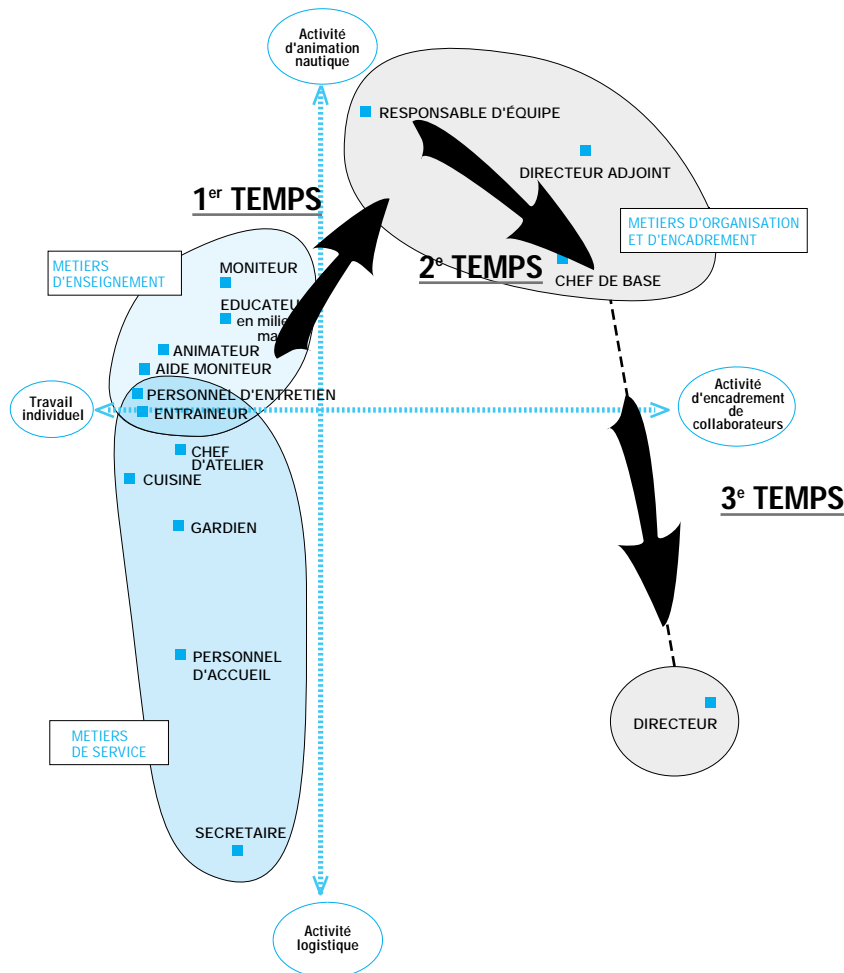 Activité
d'animation
nautique
RESPONSABLE D'ÉQUIPE
DIRECTEUR ADJOINT
1er TEMPS
METIERS D'ORGANISATION
ET D'ENCADREMENT
METIERS
D'ENSEIGNEMENT
MONITEUR
2e TEMPS
CHEF DE BASE
en
ANIMATEUR
AIDE MONITEUR
Travail
individuel
PERSONNEL D'ENTRETIEN
ENTRAINEUR
Activité
d'encadrement
de
collaborateurs
CHEF
D'ATELIER
CUISINE
3e TEMPS
GARDIEN
PERSONNEL
D'ACCUEIL
DIRECTEUR
METIERS
DE SERVICE
SECRETAIRE
Activité
logistique